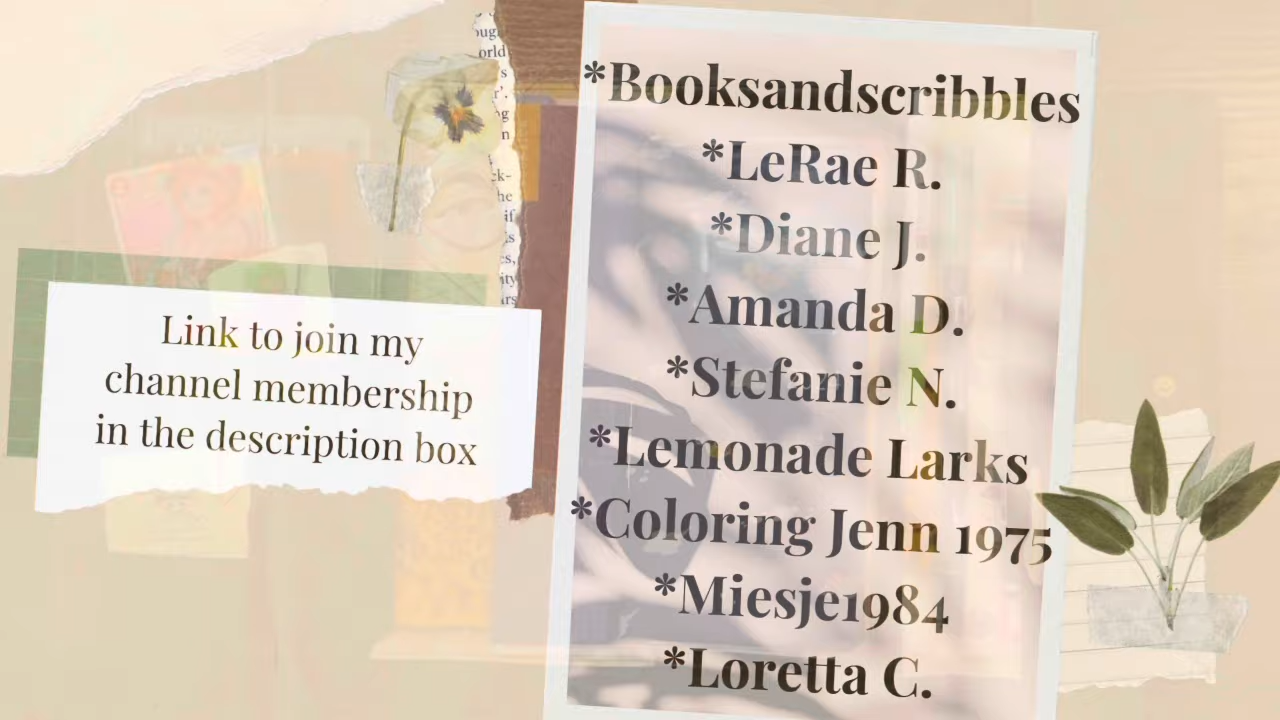 Link to join my
channel membership
in the description box
*Booksandscribbles
*LeRae R.
*Diane J.
*Amanda D.
*Stefanie N.
*Lemonade Larks
*Coloring Jenn 1975
*Miesje1984
*Loretta C.